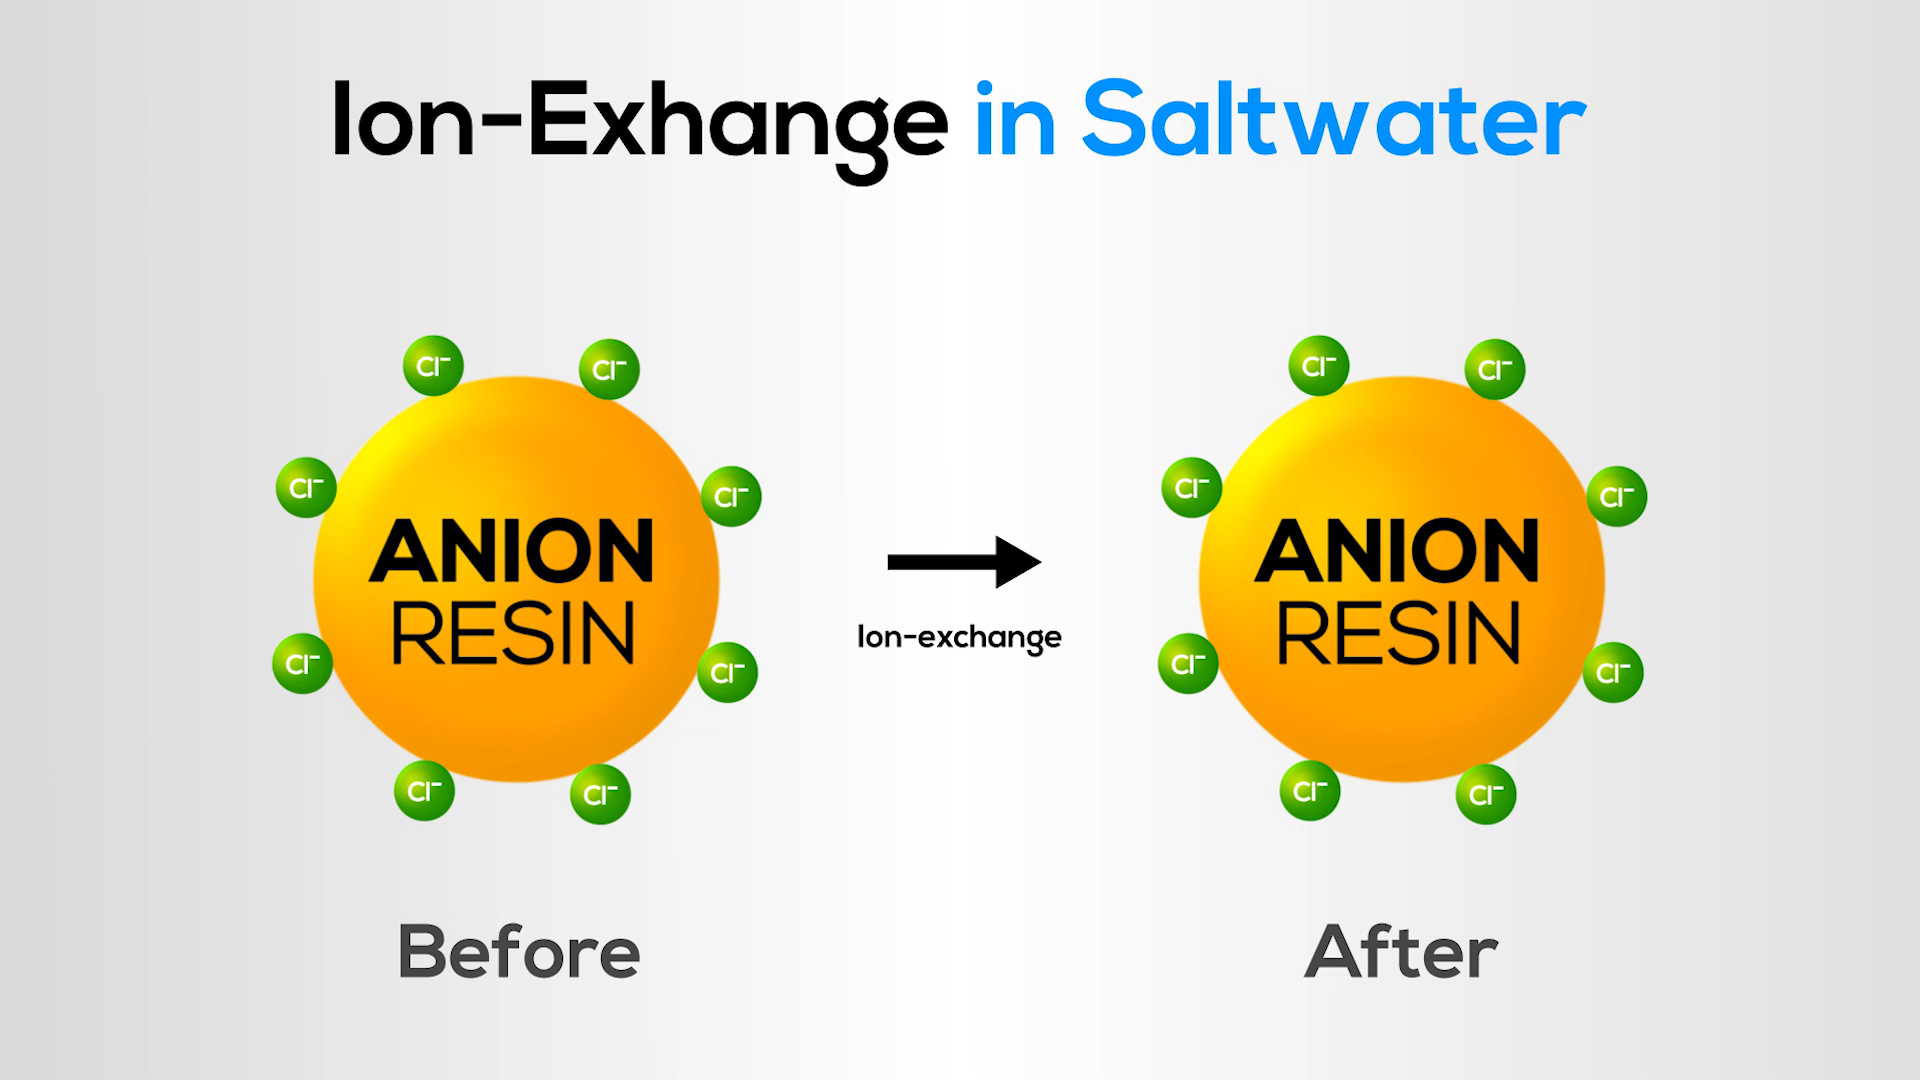 Ion-Exhange in Saltwater
Cl⁻ Cl⁻
Cl⁻ Cl⁻
ANION
RESIN
Cl⁻ Cl⁻
Cl⁻ Cl⁻
Before
Ion-exchange
Cl⁻ Cl⁻
Cl⁻ Cl⁻
ANION
RESIN
Cl⁻ Cl⁻
Cl⁻ Cl⁻
After